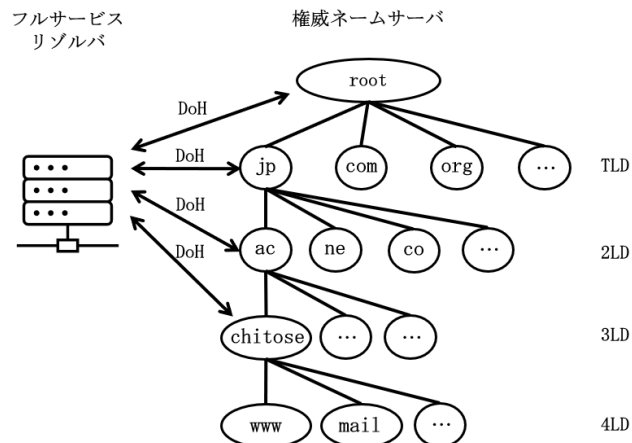 フルサービス
リゾルバ
権威ネームサーバ
root
DoH
DoH
jp
com
org
…
TLD
DoH
ac
ne
co
…
2LD
DoH
chitose
…
…
3LD
www
mail
…
4LD